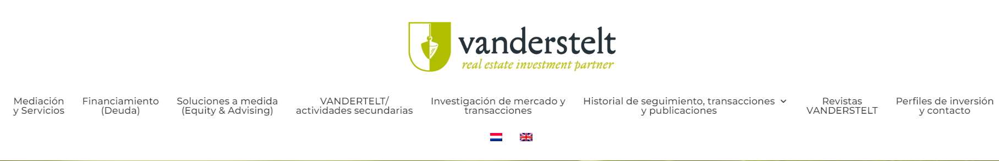 vanderstelt
real estate investment partner
Mediación
y Servicios
Financiamiento
(Deuda)
Soluciones a medida
(Equity & Advising)
VANDERTELT/
actividades secundarias
Investigación de mercado y
transacciones
Historial de seguimiento, transacciones
y publicaciones
Revistas
VANDERSTELT
Perfiles de inversión
y contacto